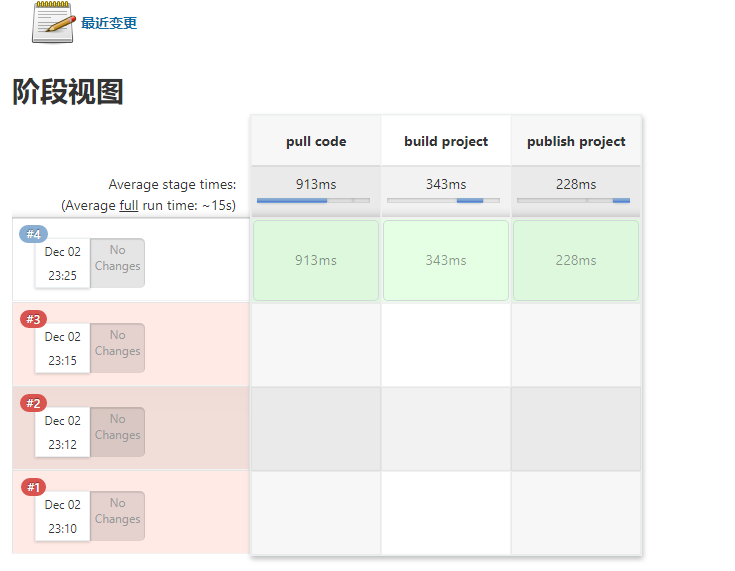 最近变更
阶段视图
pull code build project publish project
Average stage times: 913ms 343ms 228ms
(Average full run time: ~15s)
#4
Dec 02 23:25 No Changes 913ms 343ms 228ms
#3
Dec 02 23:15 No Changes
#2
Dec 02 23:12 No Changes
#1
Dec 02 23:10 No Changes